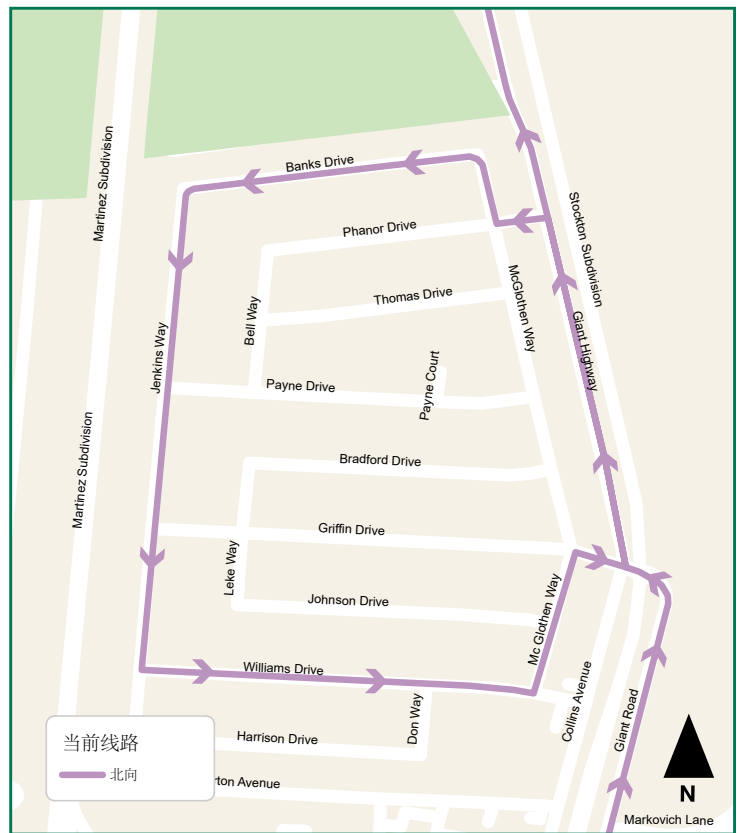 Banks Drive
Martinez Subdivision
Phanor Drive
Stockton Subdivision
McGlothen Way
Thomas Drive
Bell Way
Giant Highway
Jenkins Way
Payne Drive
Payne Court
Martinez Subdivision
Bradford Drive
Griffin Drive
Leke Way
Johnson Drive
Mc Glothen Way
Williams Drive
Collins Avenue
Don Way
Giant Road
Harrison Drive
当前线路
北向
rton Avenue
N
Markovich Lane